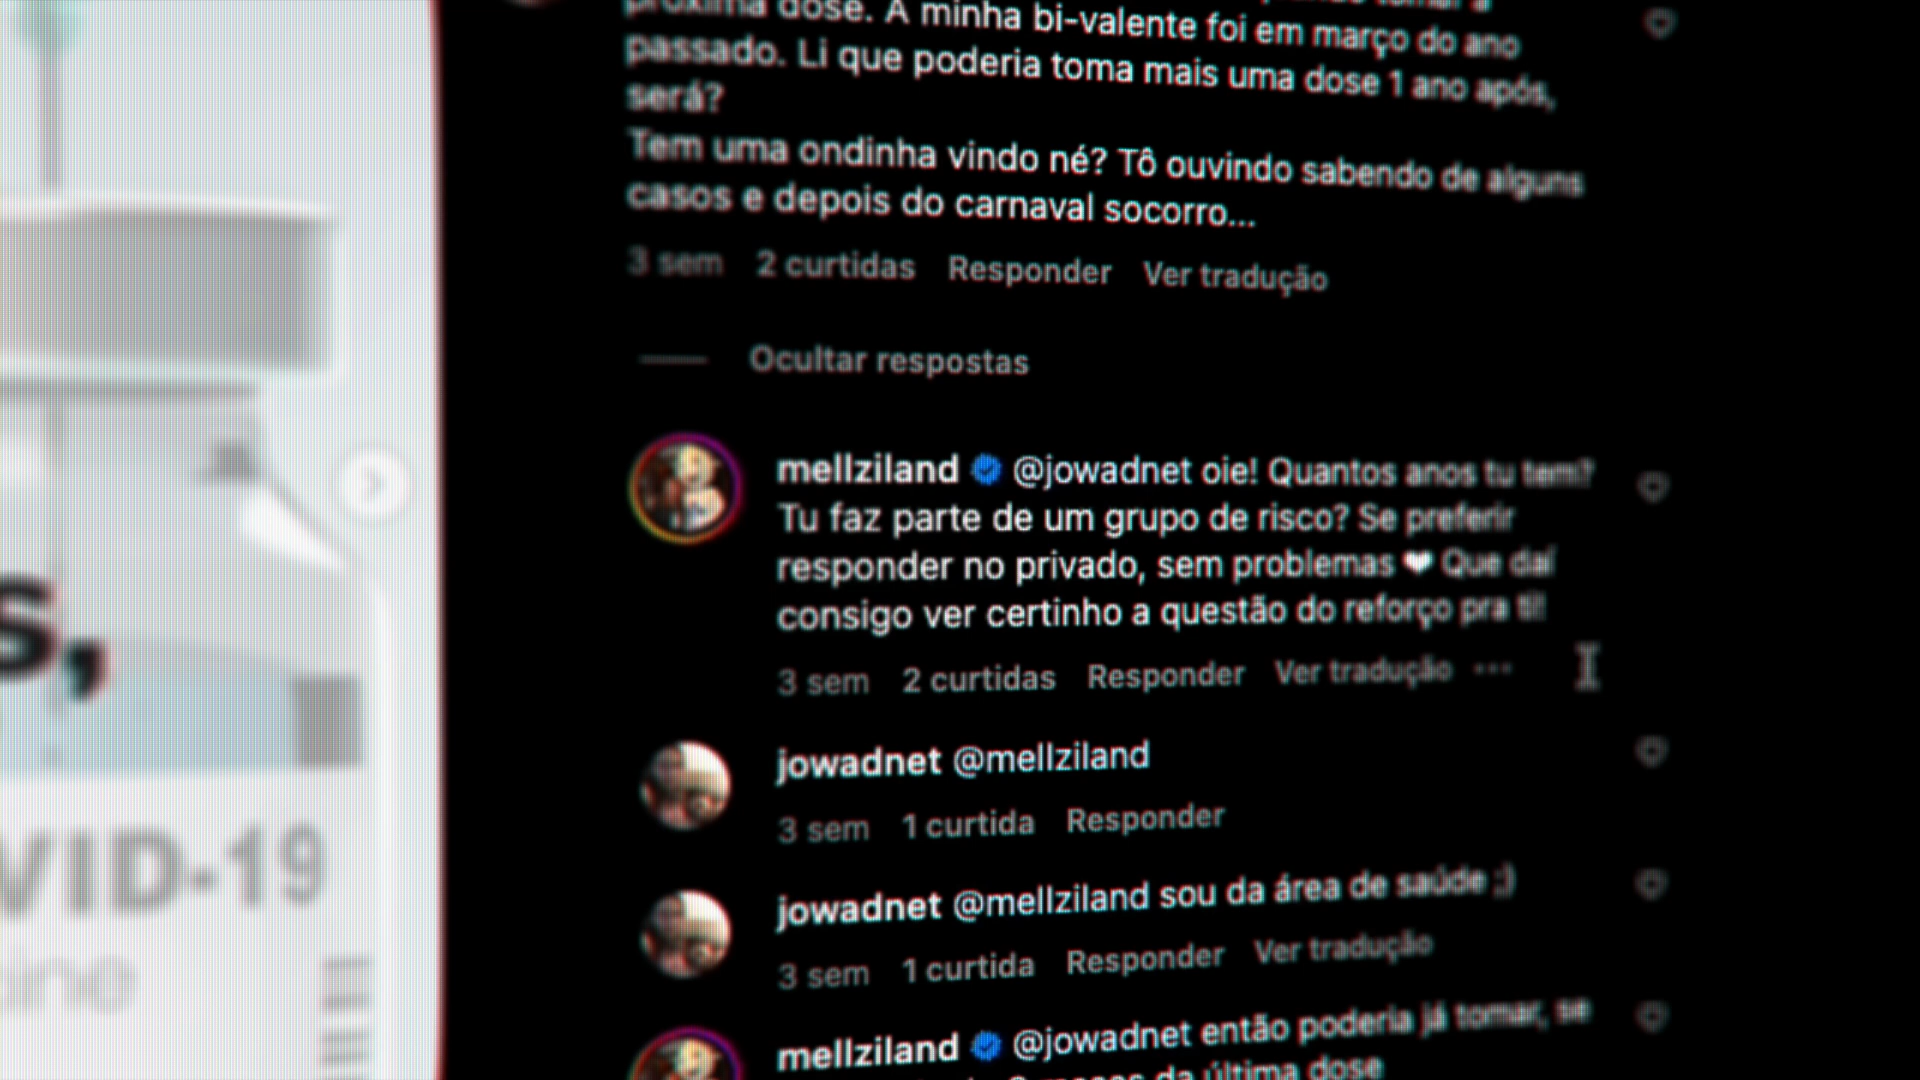 próxima dose. A minha bi-valente foi em março do ano
passado. Li que poderia toma mais uma dose 1 ano após,
será?
Tem uma ondinha vindo né? Tô ouvindo sabendo de alguns
casos e depois do carnaval socorro...
3 sem 2 curtidas Responder Ver tradução
Ocultar respostas
mellziland @jowadnet oie! Quantos anos tu tem?
Tu faz parte de um grupo de risco? Se preferir
responder no privado, sem problemas ❤ Que daí
consigo ver certinho a questão do reforço pra ti!
3 sem 2 curtidas Responder Ver tradução ...
jowadnet @mellziland
3 sem 1 curtida Responder
jowadnet @mellziland sou da área de saúde ;)
3 sem 1 curtida Responder Ver tradução
mellziland @jowadnet então poderia já tomar, se
da última dose
s,
VID-19
ine